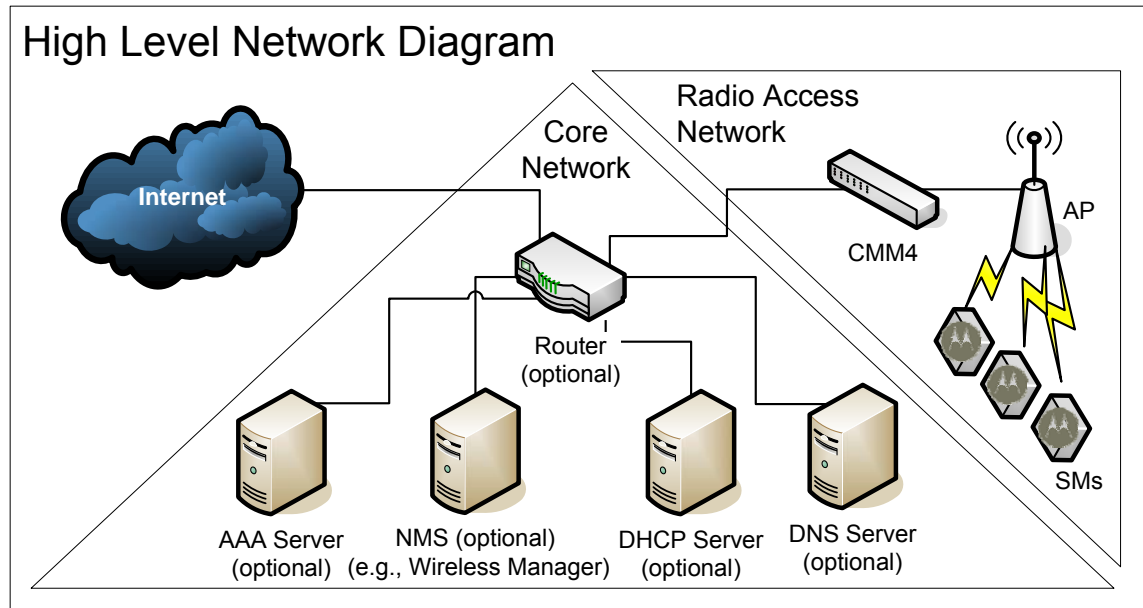 High Level Network Diagram
Radio Access
Network
Core
Network
Internet
AP
CMM4
Router
(optional)
SMs
AAA Server
(optional)
NMS (optional)
(e.g., Wireless Manager)
DHCP Server
(optional)
DNS Server
(optional)